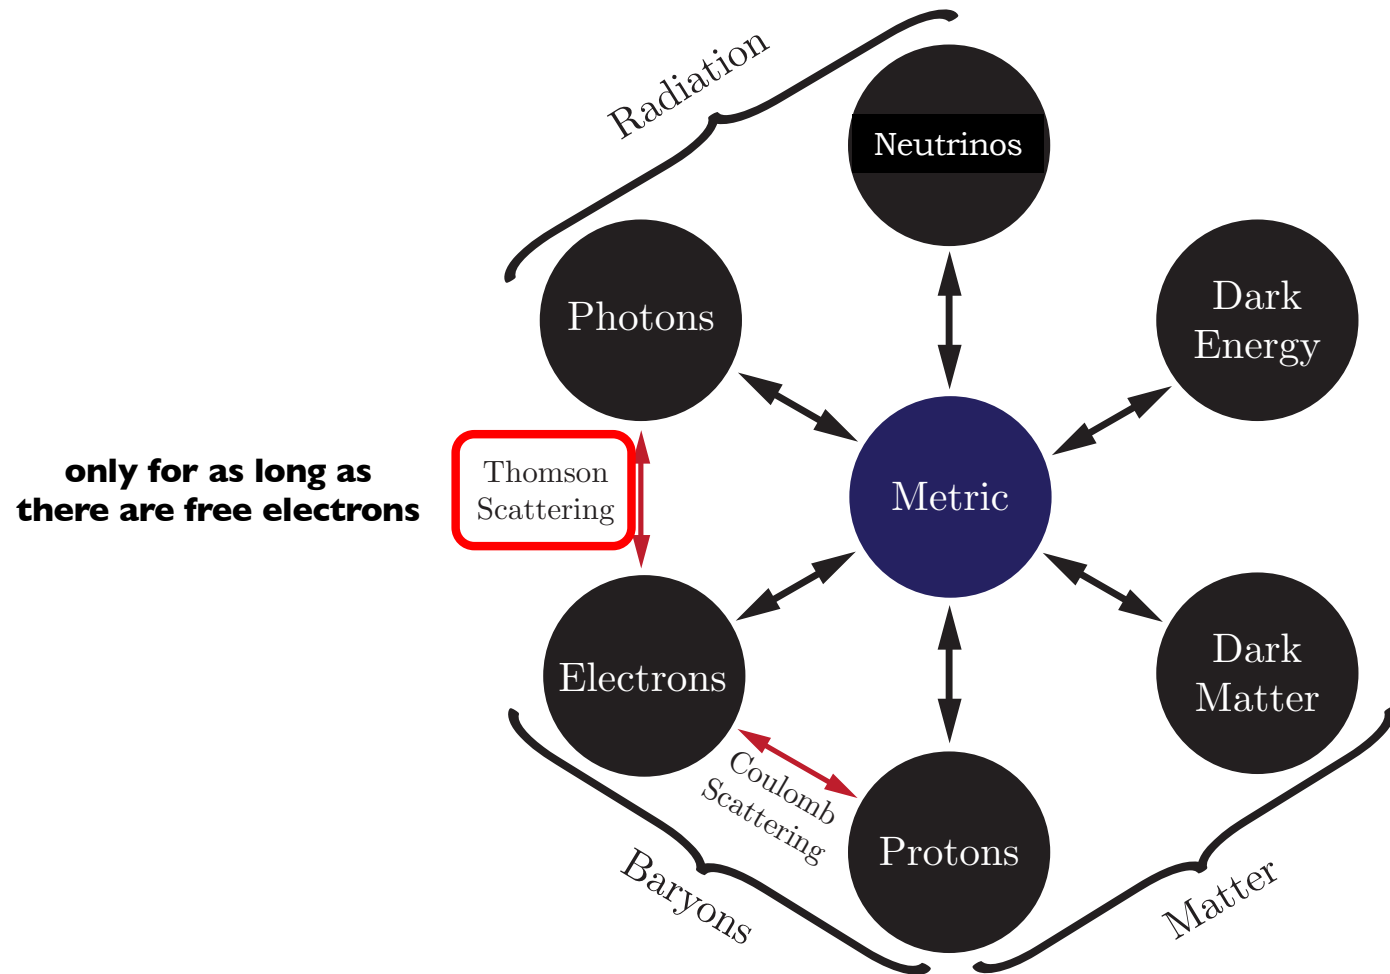 Radiation
Neutrinos
Photons
Dark
Energy
only for as long as
there are free electrons
Thomson
Scattering
Metric
Electrons
Dark
Matter
Coulomb
Scattering
Protons
Baryons
Matter